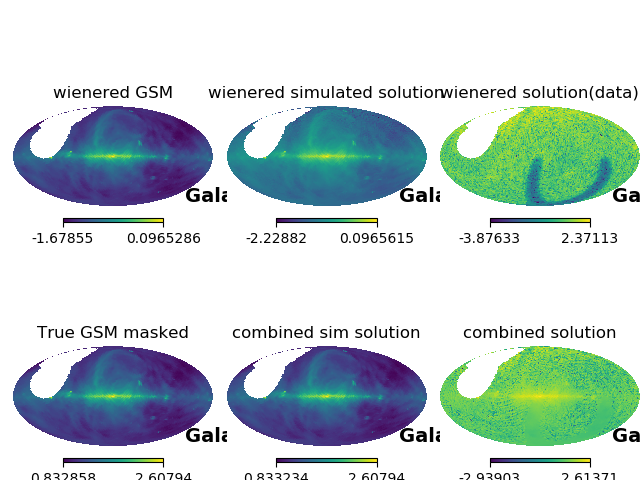 wienered GSM
wienered simulated solution
wienered solution(data)
Gala
Gala
Ga
-1.67855 0.0965286
-2.22882 0.0965615
-3.87633 2.37113
True GSM masked
combined sim solution
combined solution
Gala
Gala
Ga
0.832858 2.60794
0.833234 2.60794
-2.93903 2.61371